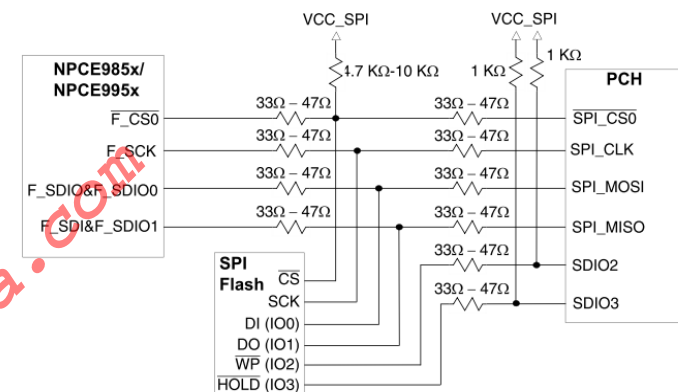 VCC_SPI
VCC_SPI
4.7 KΩ-10 KΩ
1 KΩ
1 KΩ
NPCE985x/
NPCE995x
PCH
F_CS0
33Ω – 47Ω
33Ω – 47Ω
SPI_CS0
F_SCK
33Ω – 47Ω
33Ω – 47Ω
SPI_CLK
F_SDIO&F_SDIO0
33Ω – 47Ω
33Ω – 47Ω
SPI_MOSI
F_SDI&F_SDIO1
33Ω – 47Ω
33Ω – 47Ω
SPI_MISO
33Ω – 47Ω
SDIO2
33Ω – 47Ω
SDIO3
SPI
Flash
CS
SCK
DI (IO0)
DO (IO1)
WP (IO2)
HOLD (IO3)
a.com